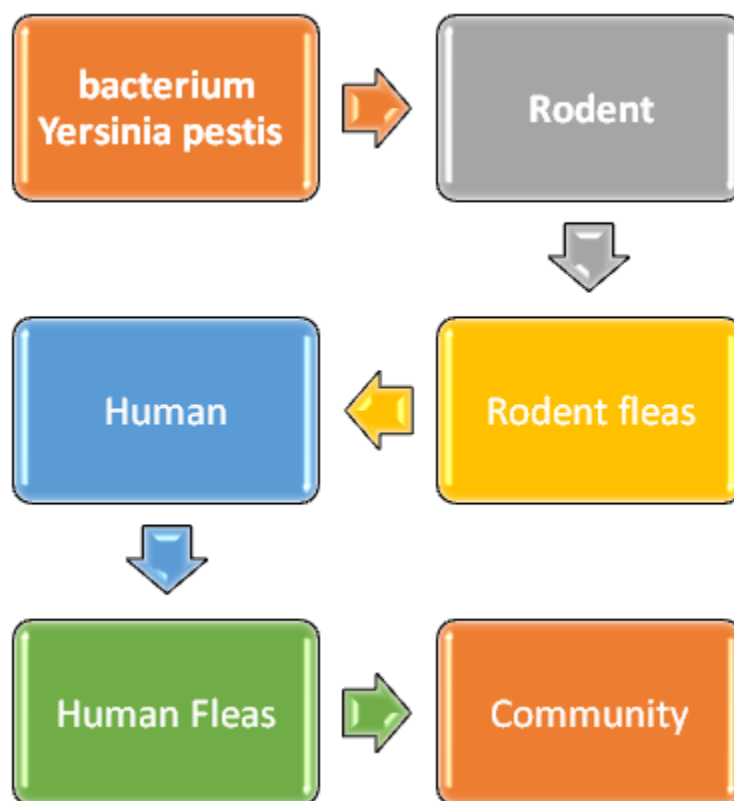 bacterium
Yersinia pestis
Rodent
Rodent fleas
Human
Human Fleas
Community